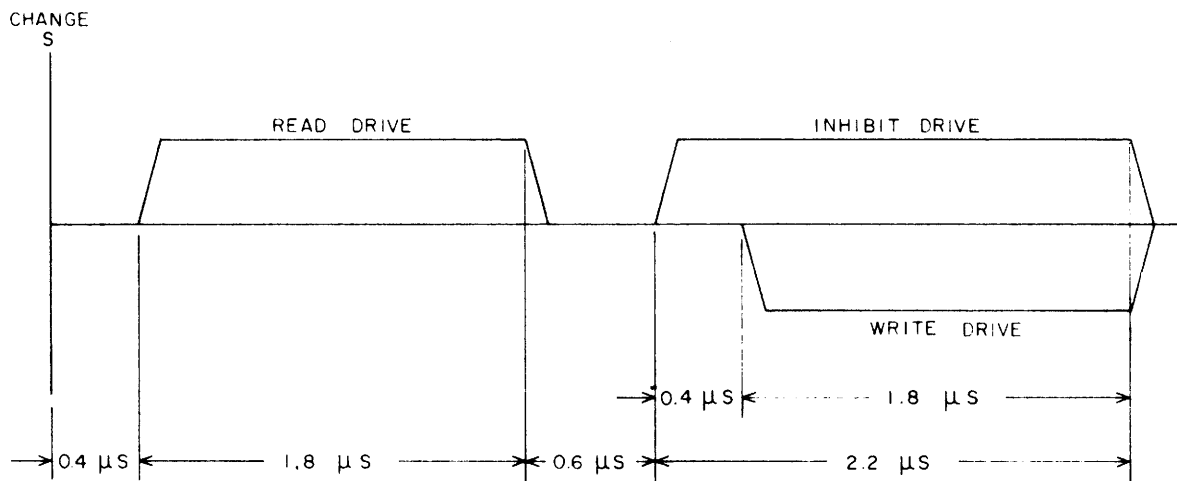 CHANGE
S
READ DRIVE
INHIBIT DRIVE
WRITE DRIVE
0.4 μS
1.8 μS
0.4 μS
1.8 μS
0.6 μS
2.2 μS